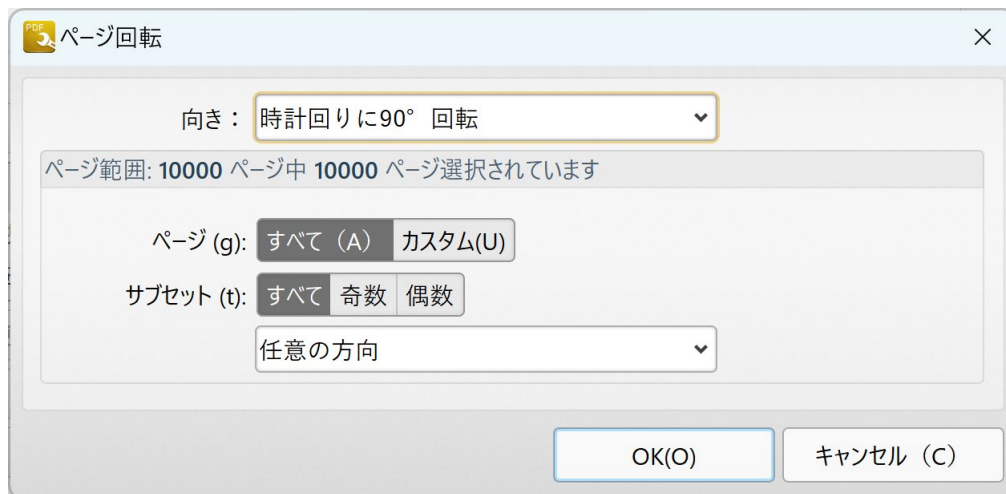 PDF
ページ回転
向き： 時計回りに90°回転
ページ範囲: 10000 ページ中 10000 ページ選択されています
ページ (g): すべて（A） カスタム(U)
サブセット (t): すべて 奇数 偶数
任意の方向
OK(O) キャンセル（C）